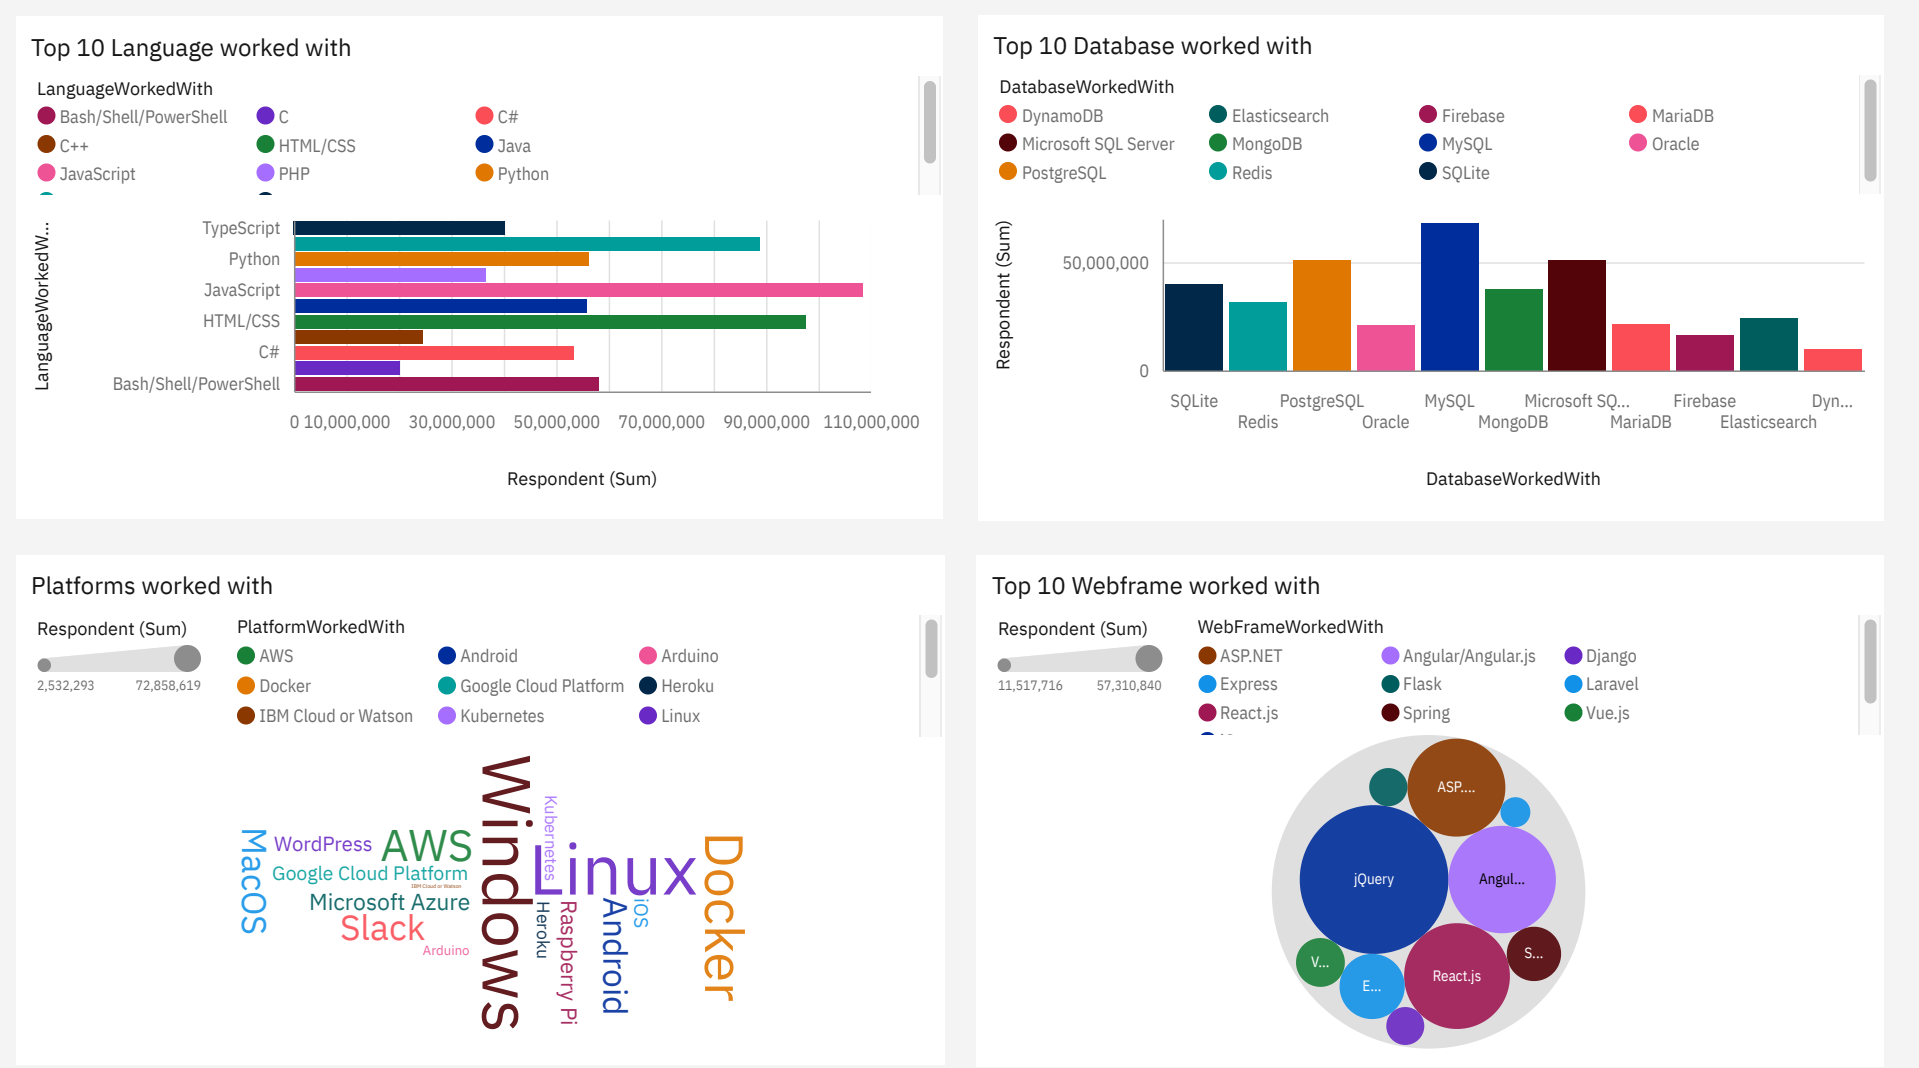 Top 10 Language worked with
LanguageWorkedWith
Bash/Shell/PowerShell C C#
C++ HTML/CSS Java
JavaScript PHP Python
LanguageWorkedW...
TypeScript
Python
JavaScript
HTML/CSS
C#
Bash/Shell/PowerShell
0 10,000,000 30,000,000 50,000,000 70,000,000 90,000,000 110,000,000
Respondent (Sum)
Top 10 Database worked with
DatabaseWorkedWith
DynamoDB Elasticsearch Firebase MariaDB
Microsoft SQL Server MongoDB MySQL Oracle
PostgreSQL Redis SQLite
Respondent (Sum)
50,000,000
0
SQLite PostgreSQL MySQL Microsoft SQ... Firebase Dyn...
Redis Oracle MongoDB MariaDB Elasticsearch
DatabaseWorkedWith
Platforms worked with
Respondent (Sum)
2,532,293 72,858,619
PlatformWorkedWith
AWS Android Arduino
Docker Google Cloud Platform Heroku
IBM Cloud or Watson Kubernetes Linux
MacOS
WordPress
AWS
Google Cloud Platform
IBM Cloud or Watson
Microsoft Azure
Slack
Arduino
Windows
Kubernetes
Linux
Heroku
Raspberry Pi
Android
iOS
Docker
Top 10 Webframe worked with
Respondent (Sum)
11,517,716 57,310,840
WebFrameWorkedWith
ASP.NET Angular/Angular.js Django
Express Flask Laravel
React.js Spring Vue.js
ASP....
jQuery
Angul...
S...
V...
E...
React.js